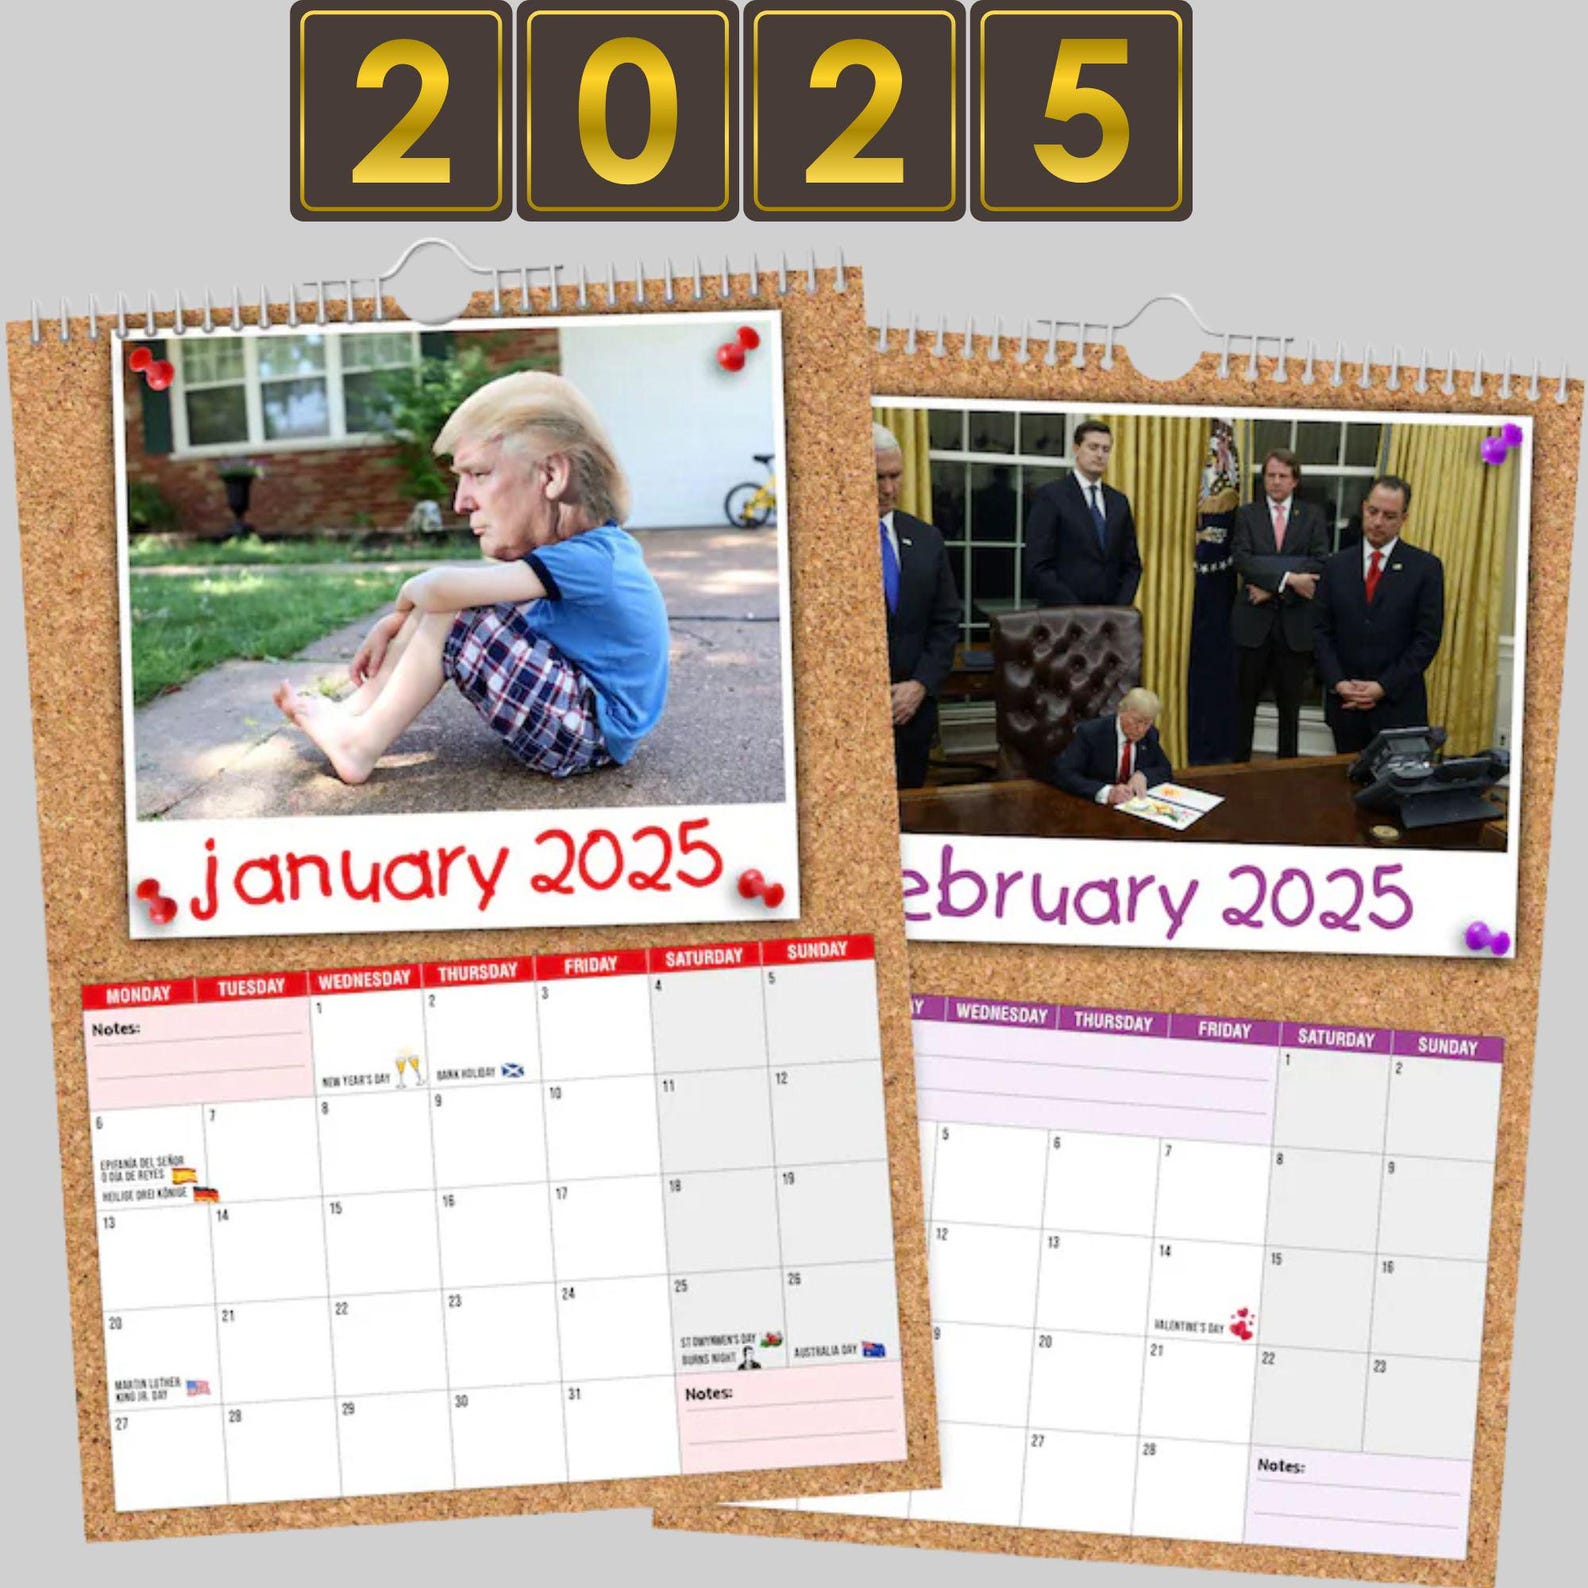 2025
january 2025
MONDAY TUESDAY WEDNESDAY THURSDAY FRIDAY SATURDAY SUNDAY
Notes:
1 2 3 4 5
NEW YEAR'S DAY BANK HOLIDAY
6 7 8 9 10 11 12
EPIFANÍA DEL SEÑOR
O DÍA DE REYES
HEILIGE DREI KÖNIGE
13 14 15 16 17 18 19
20 21 22 23 24 25 26
MARTIN LUTHER
KING JR. DAY
ST DWYNWEN'S DAY
BURNS NIGHT
AUSTRALIA DAY
27 28 29 30 31
Notes:
ebruary 2025
AY WEDNESDAY THURSDAY FRIDAY SATURDAY SUNDAY
1 2
5 6 7 8 9
12 13 14 15 16
VALENTINE'S DAY
9 20 21 22 23
27 28
Notes: